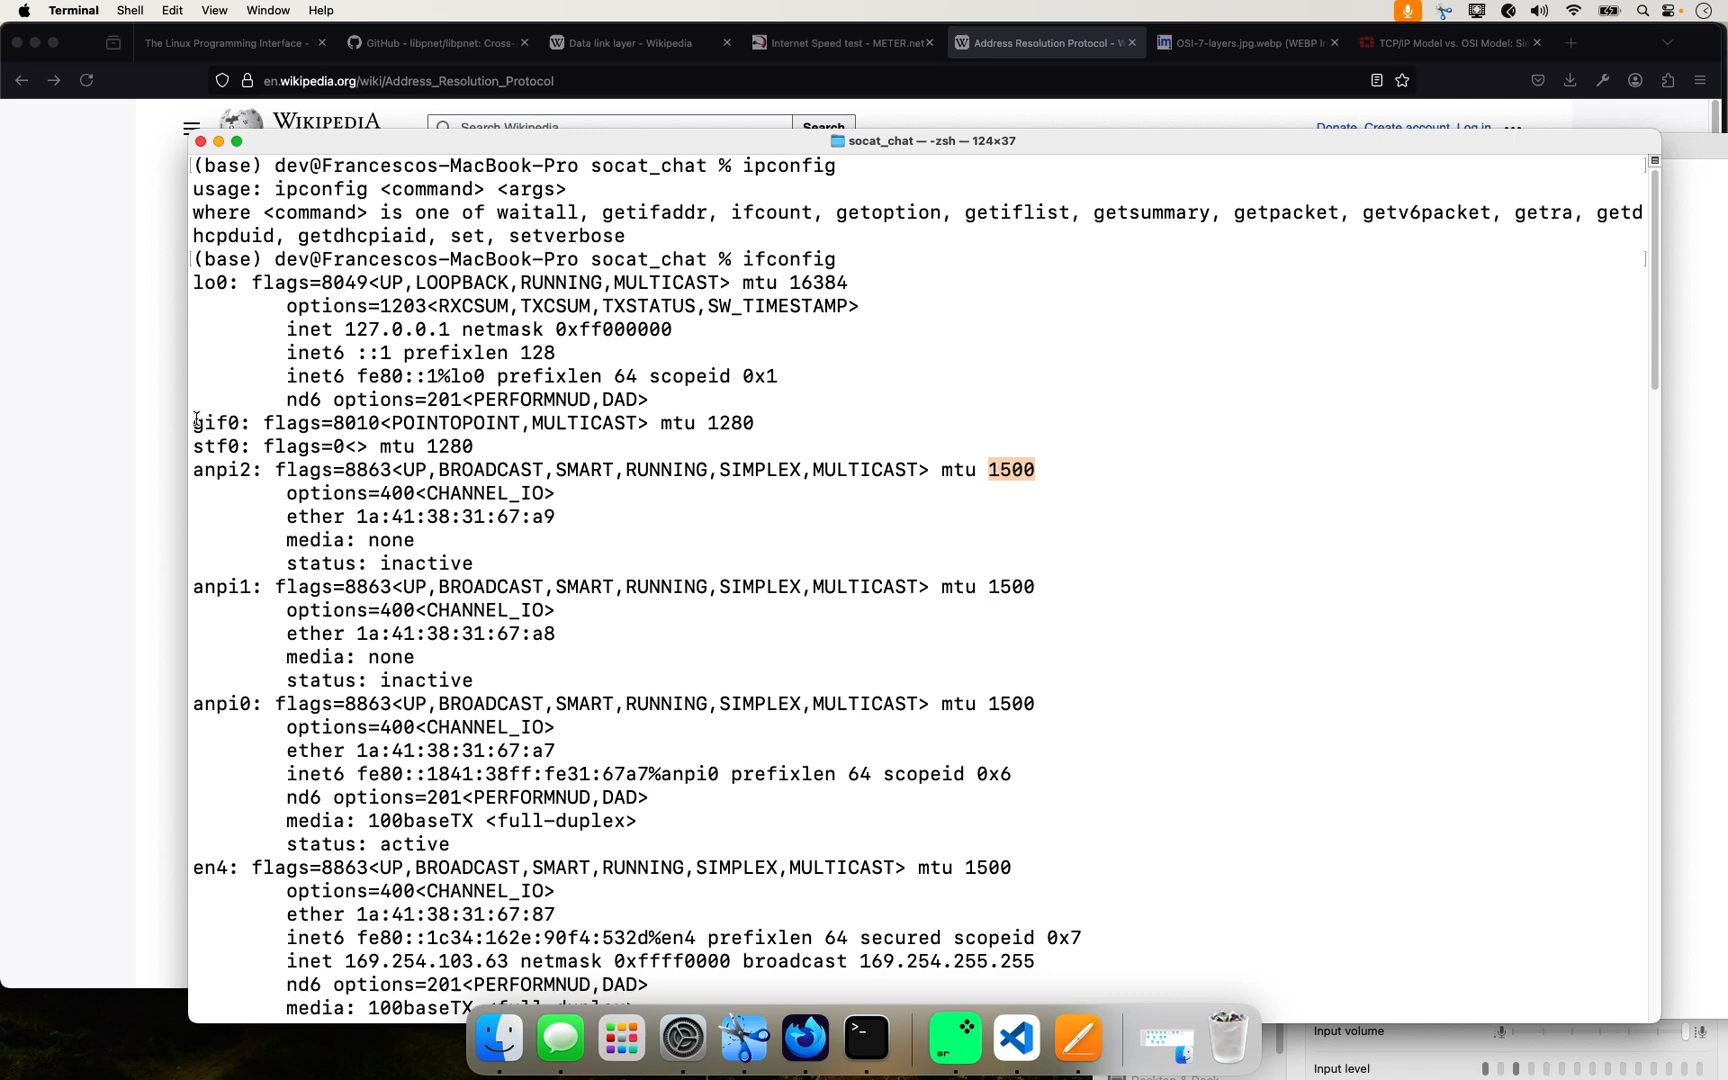 Terminal Shell Edit View Window Help
The Linux Programming Interface -
GitHub - libpnet/libpnet: Cross-
Data link layer - Wikipedia
Internet Speed test - METER.net
Address Resolution Protocol - W
OSI-7-layers.jpg.webp (WEBP In
TCP/IP Model vs. OSI Model: Sim
en.wikipedia.org/wiki/Address_Resolution_Protocol
WIKIPEDIA
Search Wikipedia
Search
Donate Create account Log in
socat_chat — -zsh — 124×37
(base) dev@Francescos-MacBook-Pro socat_chat % ipconfig
usage: ipconfig <command> <args>
where <command> is one of waitall, getifaddr, ifcount, getoption, getiflist, getsummary, getpacket, getv6packet, getra, getd
hcpduid, getdhcpiaid, set, setverbose
(base) dev@Francescos-MacBook-Pro socat_chat % ifconfig
lo0: flags=8049<UP,LOOPBACK,RUNNING,MULTICAST> mtu 16384
options=1203<RXCSUM,TXCSUM,TXSTATUS,SW_TIMESTAMP>
inet 127.0.0.1 netmask 0xff000000
inet6 ::1 prefixlen 128
inet6 fe80::1%lo0 prefixlen 64 scopeid 0x1
nd6 options=201<PERFORMNUD,DAD>
gif0: flags=8010<POINTOPOINT,MULTICAST> mtu 1280
stf0: flags=0<> mtu 1280
anpi2: flags=8863<UP,BROADCAST,SMART,RUNNING,SIMPLEX,MULTICAST> mtu 1500
options=400<CHANNEL_IO>
ether 1a:41:38:31:67:a9
media: none
status: inactive
anpi1: flags=8863<UP,BROADCAST,SMART,RUNNING,SIMPLEX,MULTICAST> mtu 1500
options=400<CHANNEL_IO>
ether 1a:41:38:31:67:a8
media: none
status: inactive
anpi0: flags=8863<UP,BROADCAST,SMART,RUNNING,SIMPLEX,MULTICAST> mtu 1500
options=400<CHANNEL_IO>
ether 1a:41:38:31:67:a7
inet6 fe80::1841:38ff:fe31:67a7%anpi0 prefixlen 64 scopeid 0x6
nd6 options=201<PERFORMNUD,DAD>
media: 100baseTX <full-duplex>
status: active
en4: flags=8863<UP,BROADCAST,SMART,RUNNING,SIMPLEX,MULTICAST> mtu 1500
options=400<CHANNEL_IO>
ether 1a:41:38:31:67:87
inet6 fe80::1c34:162e:90f4:532d%en4 prefixlen 64 secured scopeid 0x7
inet 169.254.103.63 netmask 0xffff0000 broadcast 169.254.255.255
nd6 options=201<PERFORMNUD,DAD>
media: 100baseTX <full-duplex>
sr
Input volume
Input level